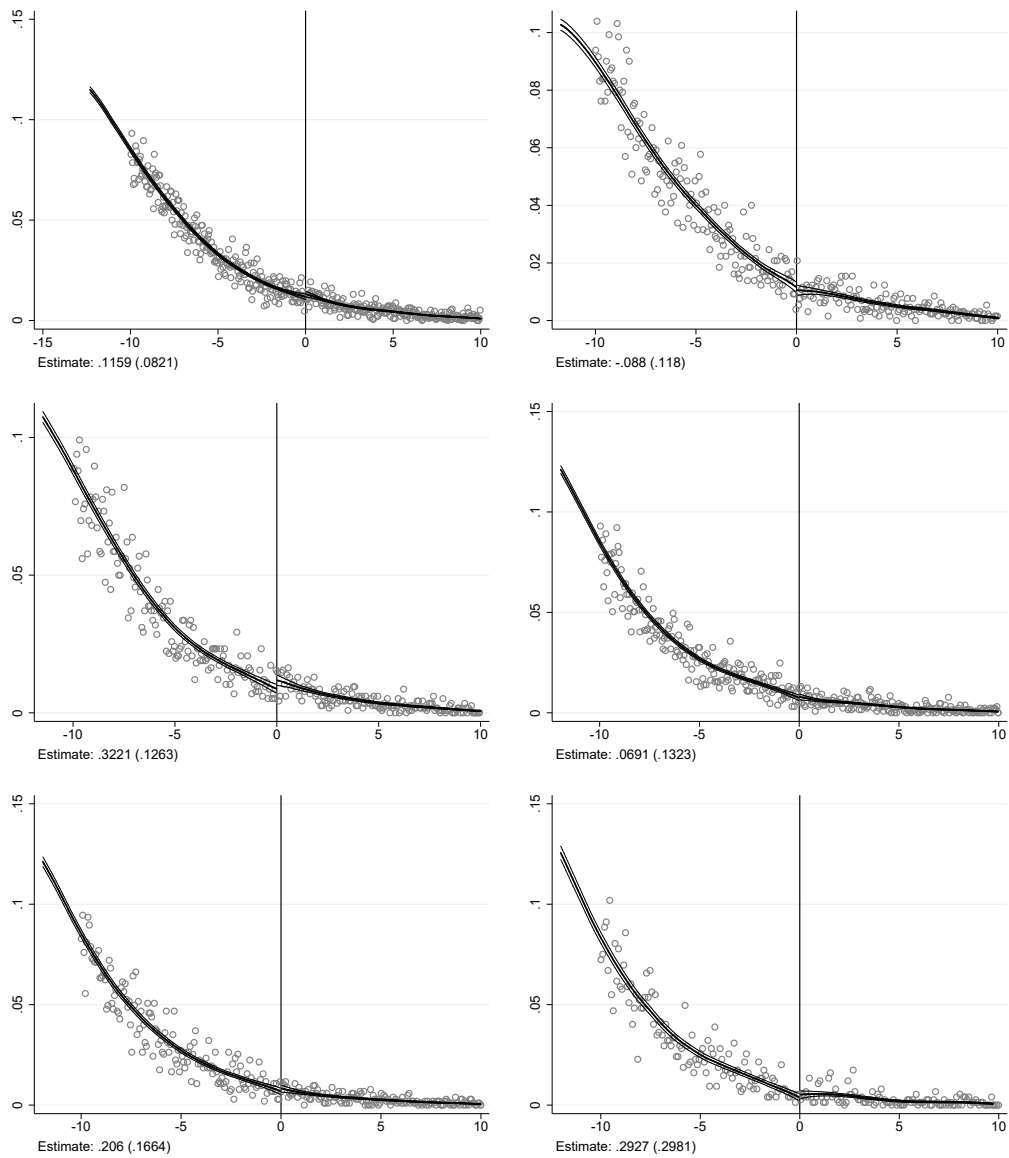 .15
.1
.05
0
-15 -10 -5 0 5 10
Estimate: .1159 (.0821)
.1
.08
.06
.04
.02
0
-10 -5 0 5 10
Estimate: -.088 (.118)
.1
.05
0
-10 -5 0 5 10
Estimate: .3221 (.1263)
.15
.1
.05
0
-10 -5 0 5 10
Estimate: .0691 (.1323)
.15
.1
.05
0
-10 -5 0 5 10
Estimate: .206 (.1664)
.15
.1
.05
0
-10 -5 0 5 10
Estimate: .2927 (.2981)